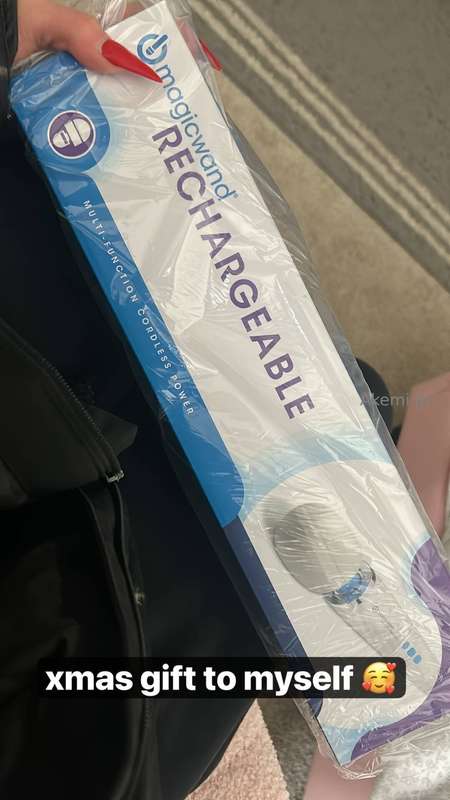 magicwand®
RECHARGEABLE
MULTI-FUNCTION CORDLESS POWER
xmas gift to myself 🥰